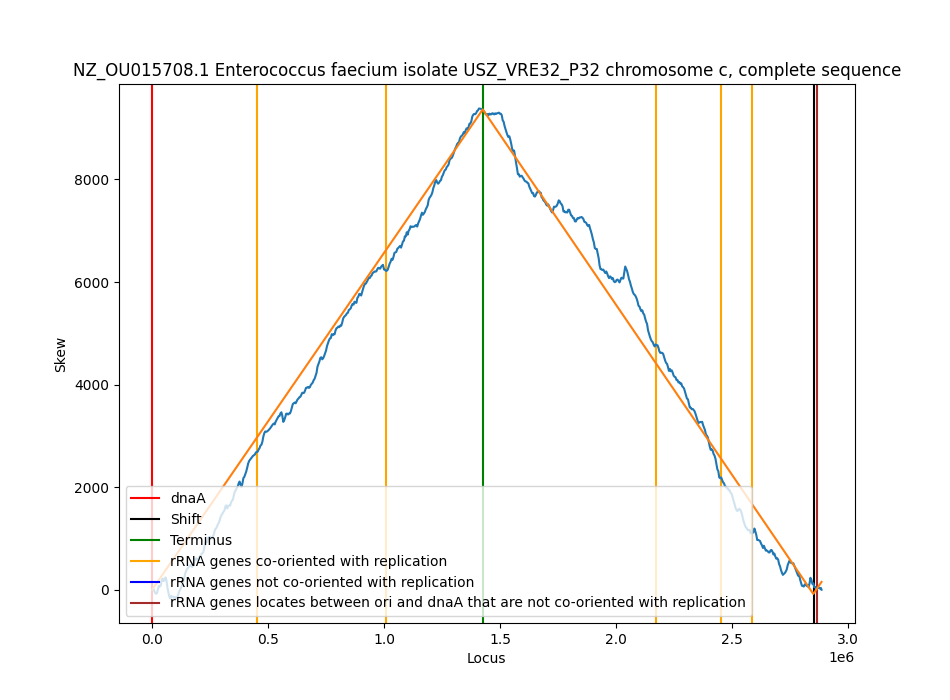 NZ_OU015708.1 Enterococcus faecium isolate USZ_VRE32_P32 chromosome c, complete sequence
Skew
8000
6000
4000
2000
0
dnaA
Shift
Terminus
rRNA genes co-oriented with replication
rRNA genes not co-oriented with replication
rRNA genes locates between ori and dnaA that are not co-oriented with replication
0.0 0.5 1.0 1.5 2.0 2.5 3.0
1e6
Locus